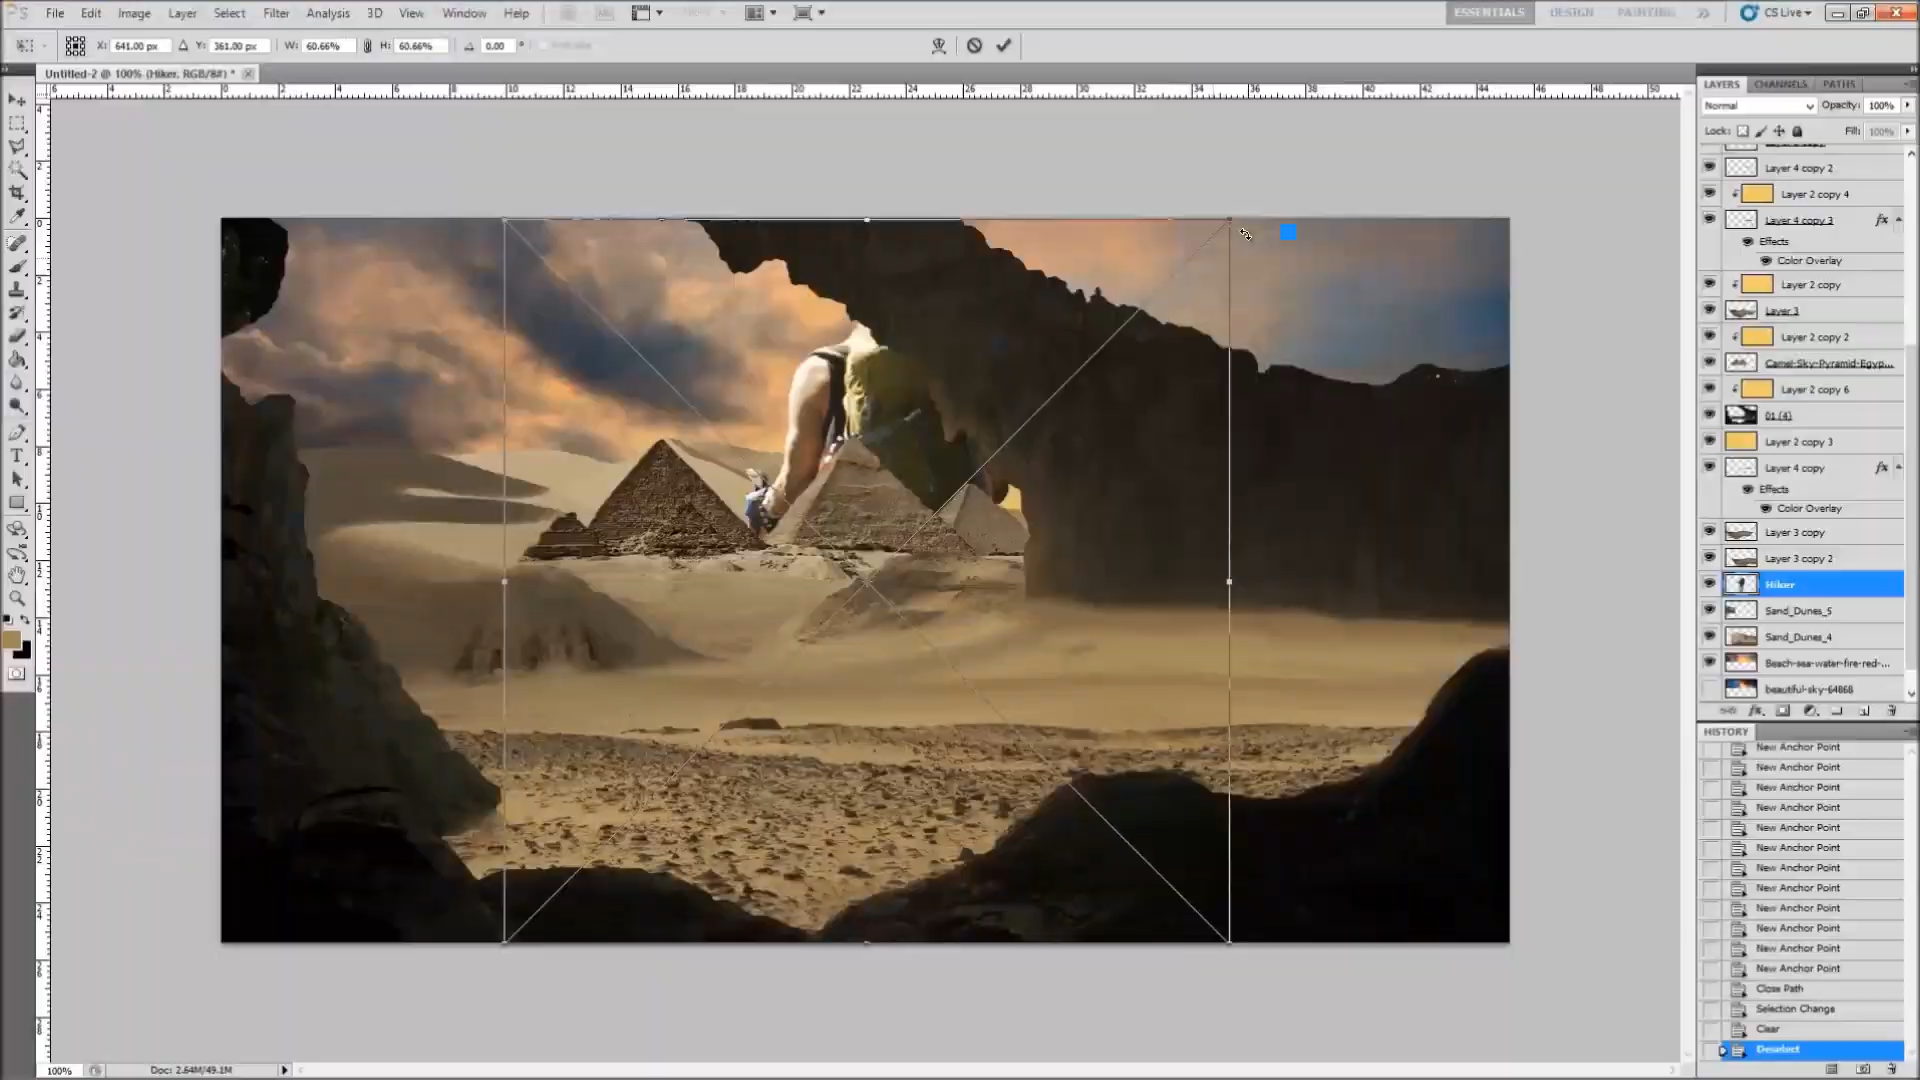 File Edit Image Layer Select Filter Analysis 3D View Window Help
ESSENTIALS DESIGN PAINTING CS Live
X: 641.00 px Y: 361.00 px W: 60.66% H: 60.66% 0.00 °
Untitled-2 @ 100% (Hiker, RGB/8#) *
LAYERS CHANNELS PATHS
Normal Opacity: 100%
Lock: Fill: 100%
Layer 4 copy 2
Layer 2 copy 4
Layer 4 copy 3 fx
Effects
Color Overlay
Layer 2 copy
Layer 3
Layer 2 copy 2
Camel-Sky-Pyramid-Egyp...
Layer 2 copy 6
01 (4)
Layer 2 copy 3
Layer 4 copy fx
Effects
Color Overlay
Layer 3 copy
Layer 3 copy 2
Hiker
Sand_Dunes_5
Sand_Dunes_4
Beach-sea-water-fire-red-...
beautiful-sky-64868
HISTORY
New Anchor Point
New Anchor Point
New Anchor Point
New Anchor Point
New Anchor Point
New Anchor Point
New Anchor Point
New Anchor Point
New Anchor Point
New Anchor Point
New Anchor Point
New Anchor Point
Close Path
Selection Change
Clear
Deselect
100% Doc: 2.64M/49.1M